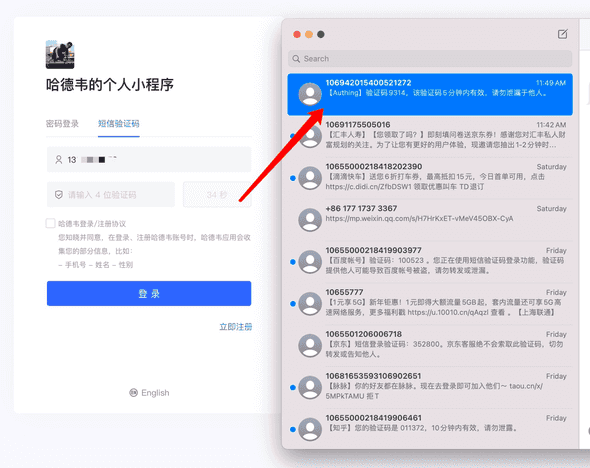 哈德韦的个人小程序
密码登录
短信验证码
13
请输入 4 位验证码
34 秒
哈德韦登录/注册协议
您知晓并同意，在登录、注册哈德韦账号时，哈德韦应用会收
集您的部分信息，比如：
- 手机号 - 姓名 - 性别
登 录
立即注册
English
Search
106942015400521272
11:49 AM
【Authing】验证码 9314，该验证码 5 分钟内有效，请勿泄漏于他人。
10691175505016
11:42 AM
【汇丰人寿】【您领取了吗？】即刻填问卷送京东券！感谢您对汇丰私人财
富规划的关注。为了让您有更好的用户体验，现邀请您抽出1-2分钟时...
10655000218418202390
Saturday
【滴滴快车】送您６折打车券，最高抵扣 15 元，今日首单可用，点击
https://c.didi.cn/ZfbDSW1 领取优惠叫车 TD退订
+86 177 1737 3367
Saturday
https://mp.weixin.qq.com/s/H7HrKxET-vMeV45OBX-CyA
10655000218419903977
Friday
【百度帐号】验证码：100523 。您正在使用短信验证码登录功能，验证码
提供他人可能导致百度帐号被盗，请勿转发或泄漏。
10655777
Friday
【1元享5G】新年钜惠！1元即得大额流量5GB起，套内流量还可享5G高
速网络服务，更多福利戳 https://u.10010.cn/qAqzl 查看 。【上海联通】
1065501206006718
Friday
【京东】短信登录验证码：352800。京东客服绝不会索取此验证码，切勿
转发或告知他人。
10681653593106902651
Friday
【脉脉】你的好友都在脉脉。现在去登录即可加入他们～ taou.cn/x/
5MPkTAMU 拒T
10655000218419906461
Friday
【知乎】您的验证码是 011372，10 分钟内有效，请勿泄露。